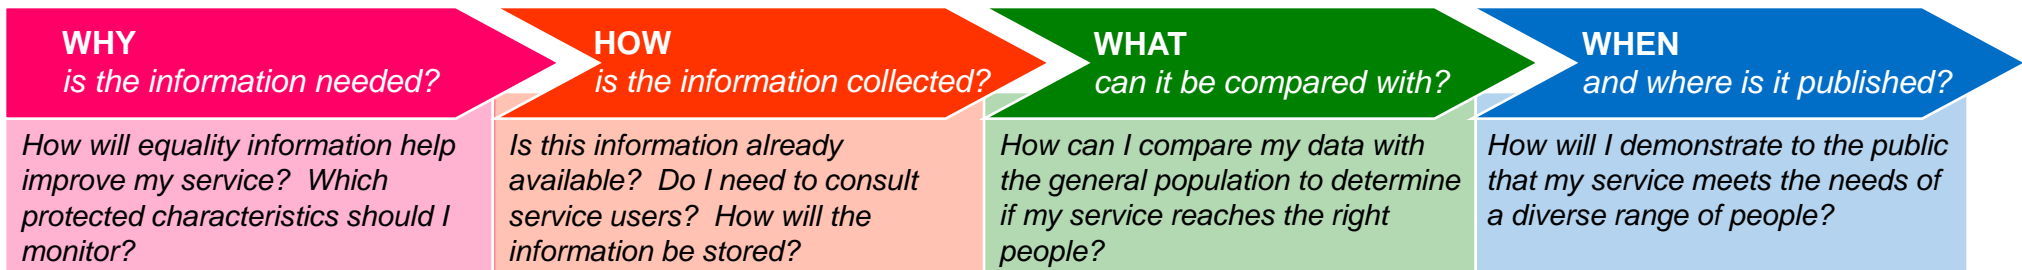 WHY
is the information needed?
How will equality information help
improve my service?  Which
protected characteristics should I
monitor?
HOW
is the information collected?
Is this information already
available?  Do I need to consult
service users?  How will the
information be stored?
WHAT
can it be compared with?
How can I compare my data with
the general population to determine
if my service reaches the right
people?
WHEN
and where is it published?
How will I demonstrate to the public
that my service meets the needs of
a diverse range of people?